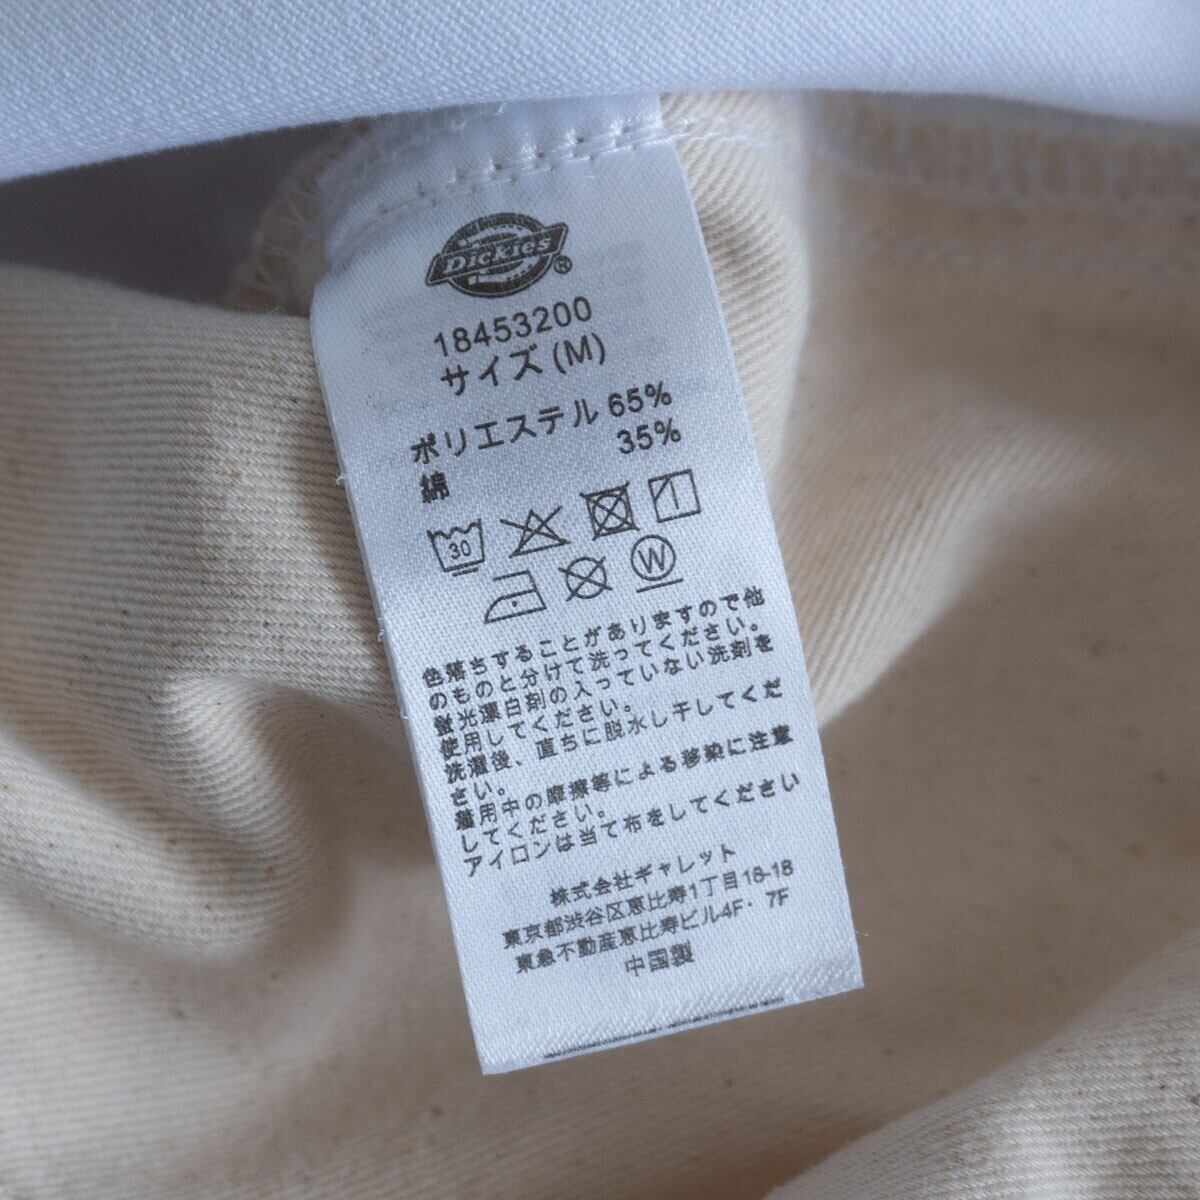 Dickies®
18453200
サイズ(M)
ポリエステル 65%
綿 35%
30
W
色落ちすることがありますので他
のものと分けて洗ってください。
蛍光漂白剤の入っていない洗剤を
使用してください。
洗濯後、直ちに脱水し干してくだ
さい。
着用中の摩擦等による移染に注意
してください。
アイロンは当て布をしてください
株式会社ギャレット
東京都渋谷区恵比寿1丁目18-18
東急不動産恵比寿ビル4F・7F
中国製